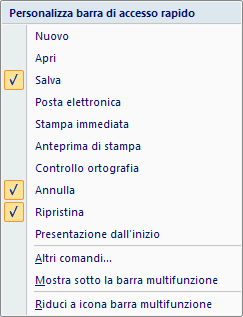 Personalizza barra di accesso rapido
Nuovo
Apri
Salva
Posta elettronica
Stampa immediata
Anteprima di stampa
Controllo ortografia
Annulla
Ripristina
Presentazione dall'inizio
Altri comandi...
Mostra sotto la barra multifunzione
Riduci a icona barra multifunzione